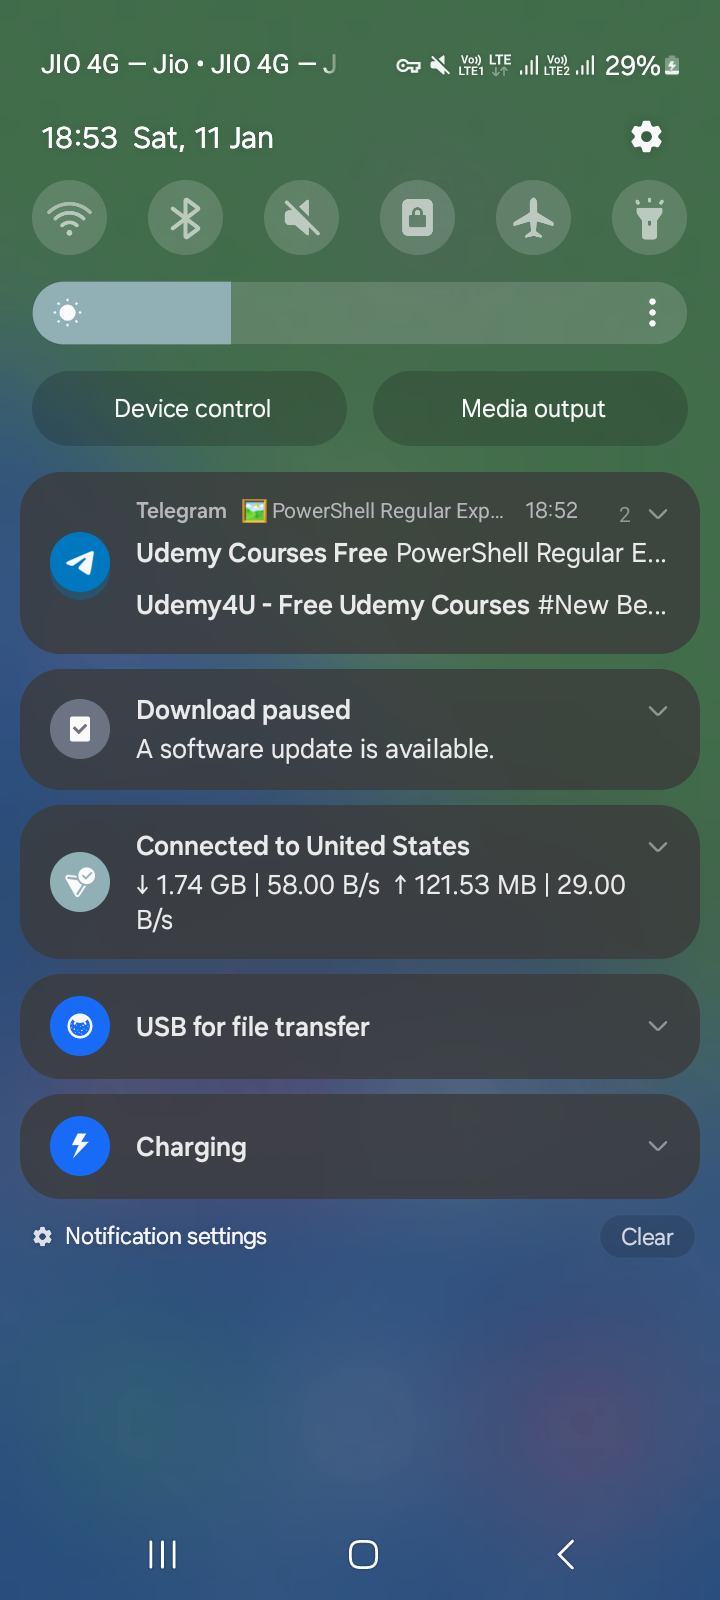 JIO 4G — Jio • JIO 4G — J
Vo)) LTE1 LTE Vo)) LTE2 29%
18:53 Sat, 11 Jan
Device control
Media output
Telegram 🖼️ PowerShell Regular Exp... 18:52 2
Udemy Courses Free PowerShell Regular E...
Udemy4U - Free Udemy Courses #New Be...
Download paused
A software update is available.
Connected to United States
↓ 1.74 GB | 58.00 B/s ↑ 121.53 MB | 29.00
B/s
USB for file transfer
Charging
Notification settings
Clear